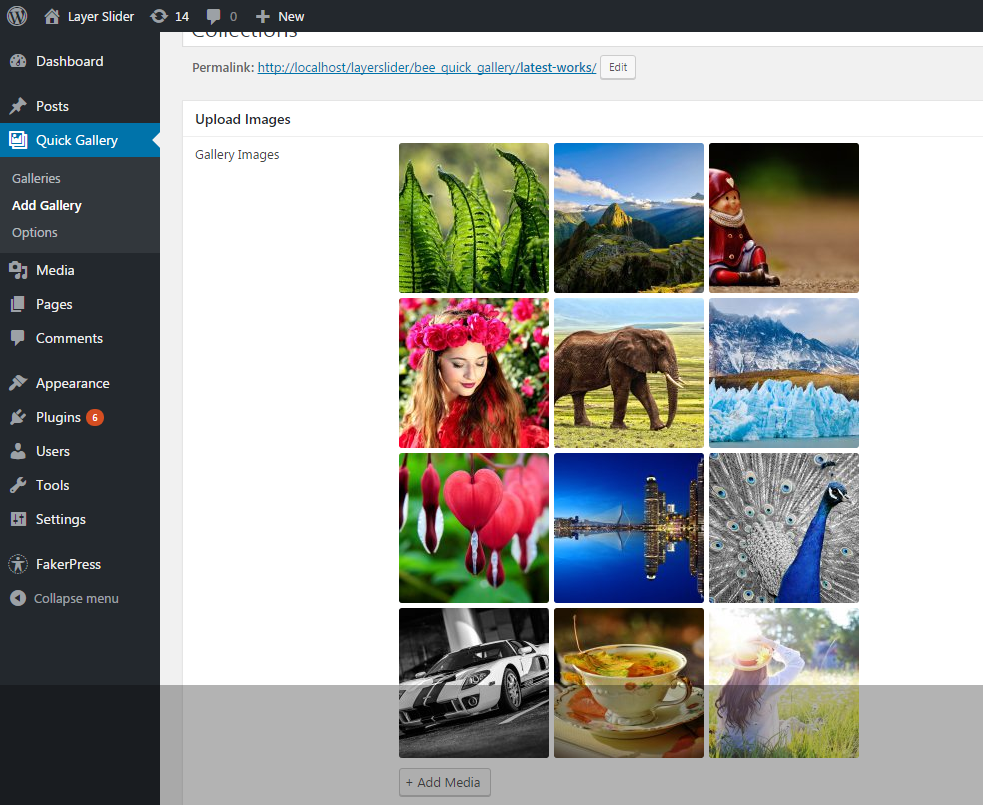 Layer Slider 14 0 New
Collections
Permalink: http://localhost/layerslider/bee_quick_gallery/latest-works/ Edit
Dashboard
Posts
Quick Gallery
Galleries
Add Gallery
Options
Media
Pages
Comments
Appearance
Plugins 6
Users
Tools
Settings
FakerPress
Collapse menu
Upload Images
Gallery Images
+ Add Media